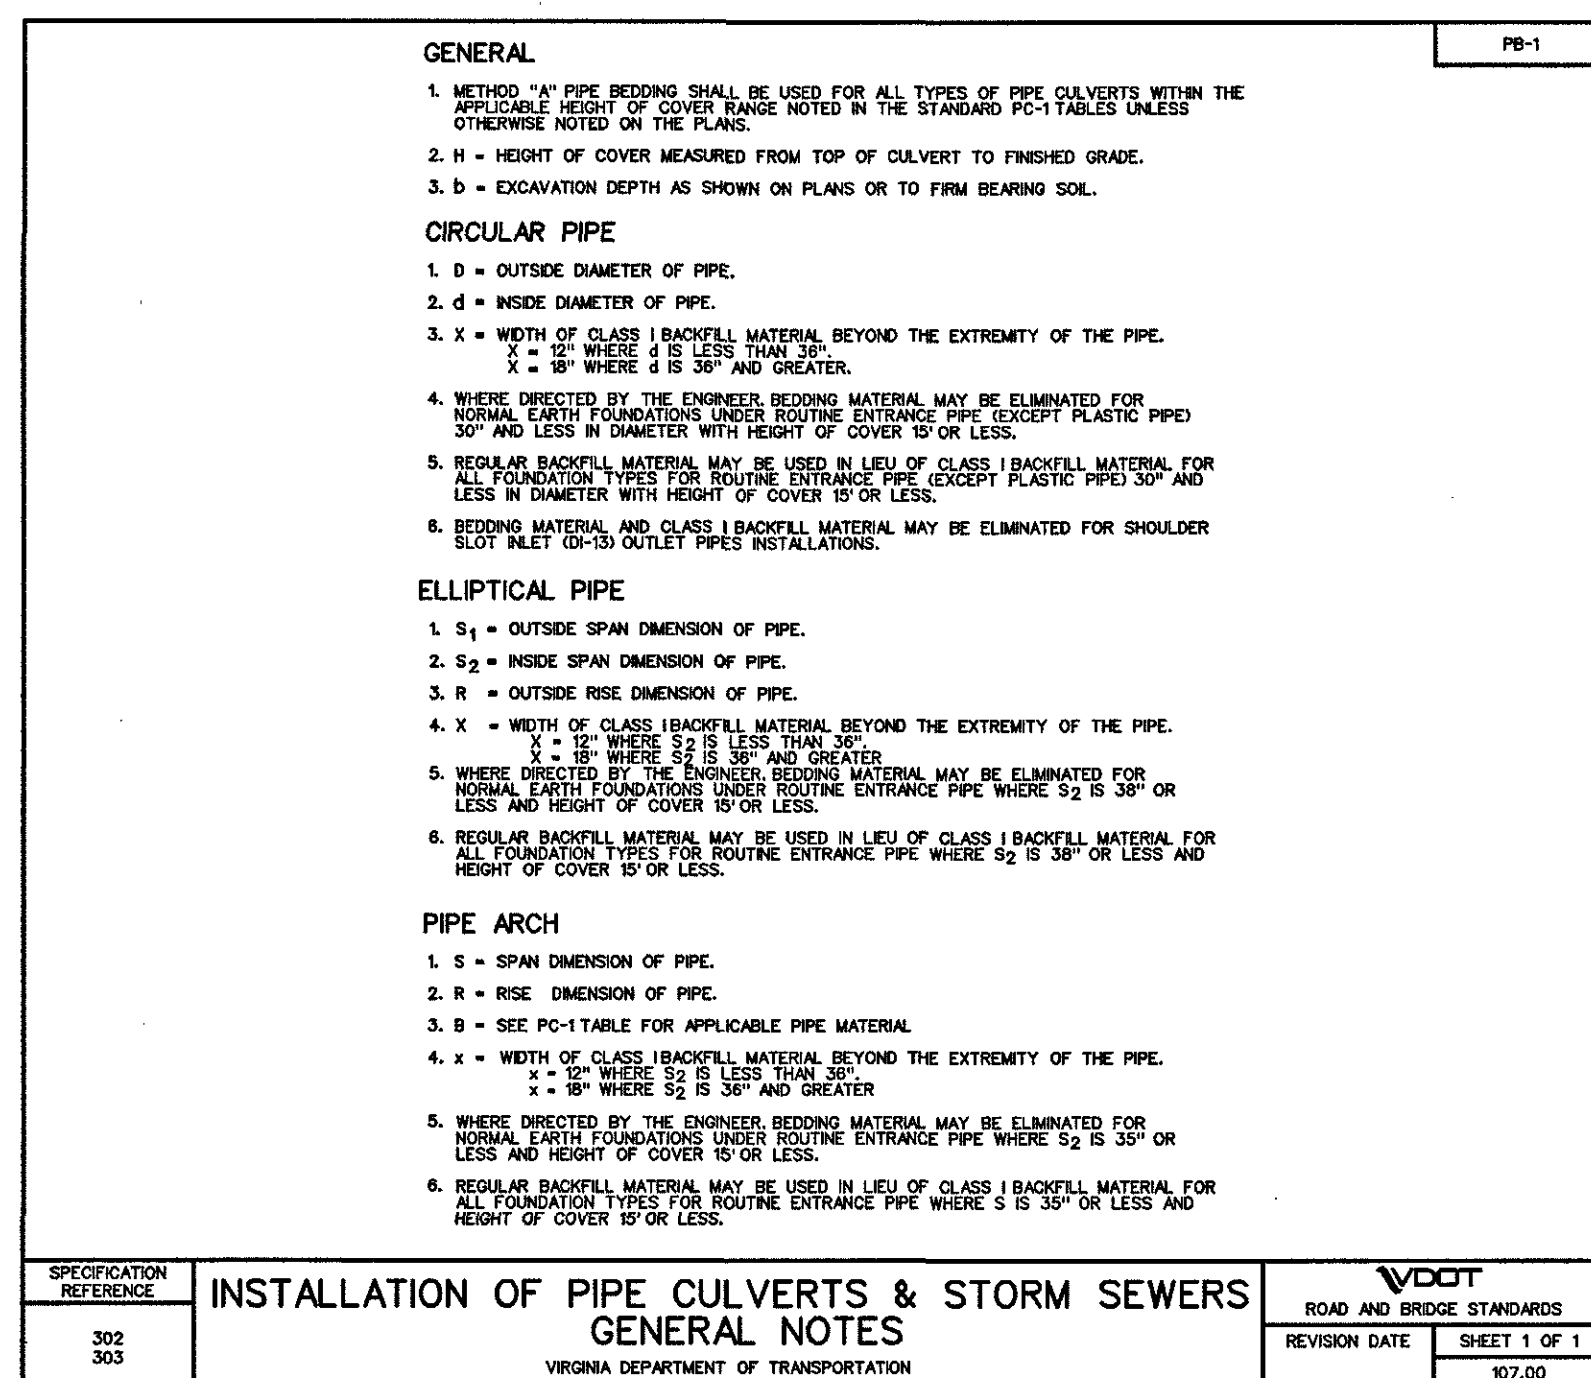 PB-1
GENERAL
1. METHOD "A" PIPE BEDDING SHALL BE USED FOR ALL TYPES OF PIPE CULVERTS WITHIN THE
APPLICABLE HEIGHT OF COVER RANGE NOTED IN THE STANDARD PC-1 TABLES UNLESS
OTHERWISE NOTED ON THE PLANS.
2. H = HEIGHT OF COVER MEASURED FROM TOP OF CULVERT TO FINISHED GRADE.
3. b = EXCAVATION DEPTH AS SHOWN ON PLANS OR TO FIRM BEARING SOIL.
CIRCULAR PIPE
1. D = OUTSIDE DIAMETER OF PIPE.
2. d = INSIDE DIAMETER OF PIPE.
3. X = WIDTH OF CLASS I BACKFILL MATERIAL BEYOND THE EXTREMITY OF THE PIPE.
X = 12" WHERE d IS LESS THAN 36".
X = 18" WHERE d IS 36" AND GREATER.
4. WHERE DIRECTED BY THE ENGINEER, BEDDING MATERIAL MAY BE ELIMINATED FOR
NORMAL EARTH FOUNDATIONS UNDER ROUTINE ENTRANCE PIPE (EXCEPT PLASTIC PIPE)
30" AND LESS IN DIAMETER WITH HEIGHT OF COVER 15' OR LESS.
5. REGULAR BACKFILL MATERIAL MAY BE USED IN LIEU OF CLASS I BACKFILL MATERIAL FOR
ALL FOUNDATION TYPES FOR ROUTINE ENTRANCE PIPE (EXCEPT PLASTIC PIPE) 30" AND
LESS IN DIAMETER WITH HEIGHT OF COVER 15' OR LESS.
6. BEDDING MATERIAL AND CLASS I BACKFILL MATERIAL MAY BE ELIMINATED FOR SHOULDER
SLOT INLET (DI-13) OUTLET PIPES INSTALLATIONS.
ELLIPTICAL PIPE
1. S1 = OUTSIDE SPAN DIMENSION OF PIPE.
2. S2 = INSIDE SPAN DIMENSION OF PIPE.
3. R = OUTSIDE RISE DIMENSION OF PIPE.
4. X = WIDTH OF CLASS I BACKFILL MATERIAL BEYOND THE EXTREMITY OF THE PIPE.
X = 12" WHERE S2 IS LESS THAN 36".
X = 18" WHERE S2 IS 36" AND GREATER
5. WHERE DIRECTED BY THE ENGINEER, BEDDING MATERIAL MAY BE ELIMINATED FOR
NORMAL EARTH FOUNDATIONS UNDER ROUTINE ENTRANCE PIPE WHERE S2 IS 38" OR
LESS AND HEIGHT OF COVER 15' OR LESS.
6. REGULAR BACKFILL MATERIAL MAY BE USED IN LIEU OF CLASS I BACKFILL MATERIAL FOR
ALL FOUNDATION TYPES FOR ROUTINE ENTRANCE PIPE WHERE S2 IS 38" OR LESS AND
HEIGHT OF COVER 15' OR LESS.
PIPE ARCH
1. S = SPAN DIMENSION OF PIPE.
2. R = RISE DIMENSION OF PIPE.
3. B = SEE PC-1 TABLE FOR APPLICABLE PIPE MATERIAL
4. x = WIDTH OF CLASS I BACKFILL MATERIAL BEYOND THE EXTREMITY OF THE PIPE.
x = 12" WHERE S2 IS LESS THAN 36".
x = 18" WHERE S2 IS 36" AND GREATER
5. WHERE DIRECTED BY THE ENGINEER, BEDDING MATERIAL MAY BE ELIMINATED FOR
NORMAL EARTH FOUNDATIONS UNDER ROUTINE ENTRANCE PIPE WHERE S2 IS 35" OR
LESS AND HEIGHT OF COVER 15' OR LESS.
6. REGULAR BACKFILL MATERIAL MAY BE USED IN LIEU OF CLASS I BACKFILL MATERIAL FOR
ALL FOUNDATION TYPES FOR ROUTINE ENTRANCE PIPE WHERE S IS 35" OR LESS AND
HEIGHT OF COVER 15' OR LESS.
SPECIFICATION
REFERENCE
302
303
INSTALLATION OF PIPE CULVERTS & STORM SEWERS
GENERAL NOTES
VIRGINIA DEPARTMENT OF TRANSPORTATION
VDOT
ROAD AND BRIDGE STANDARDS
REVISION DATE
SHEET 1 OF 1
107.00